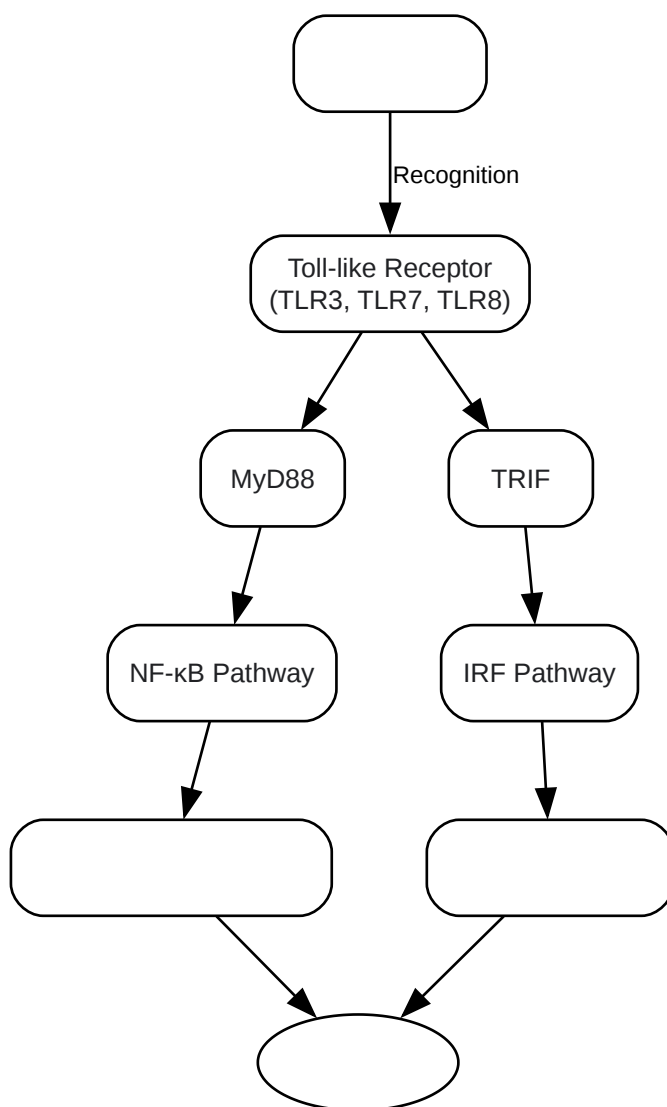 Recognition
Toll-like Receptor
(TLR3, TLR7, TLR8)
MyD88
TRIF
NF-κB Pathway
IRF Pathway